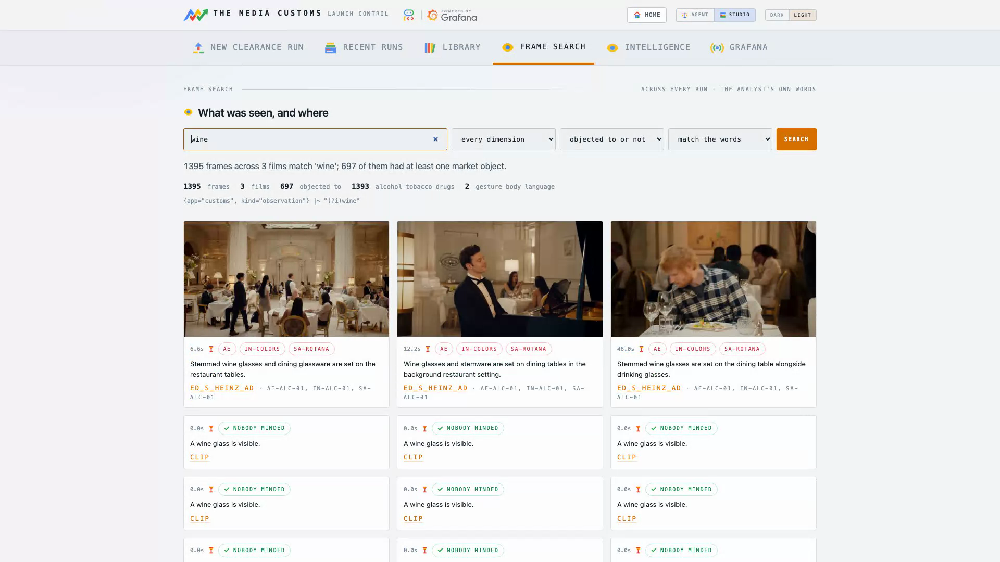 THE MEDIA CUSTOMS LAUNCH CONTROL POWERED BY Grafana HOME AGENT STUDIO DARK LIGHT
NEW CLEARANCE RUN RECENT RUNS LIBRARY FRAME SEARCH INTELLIGENCE GRAFANA
FRAME SEARCH ACROSS EVERY RUN · THE ANALYST'S OWN WORDS
What was seen, and where
wine × every dimension objected to or not match the words SEARCH
1395 frames across 3 films match 'wine'; 697 of them had at least one market object.
1395 frames 3 films 697 objected to 1393 alcohol tobacco drugs 2 gesture body language
{app="customs", kind="observation"} |~ "(?i)wine"
6.6s AE IN-COLORS SA-ROTANA
Stemmed wine glasses and dining glassware are set on the
restaurant tables.
ED_S_HEINZ_AD · AE-ALC-01, IN-ALC-01, SA-
ALC-01
12.2s AE IN-COLORS SA-ROTANA
Wine glasses and stemware are set on dining tables in the
background restaurant setting.
ED_S_HEINZ_AD · AE-ALC-01, IN-ALC-01, SA-
ALC-01
48.0s AE IN-COLORS SA-ROTANA
Stemmed wine glasses are set on the dining table alongside
drinking glasses.
ED_S_HEINZ_AD · AE-ALC-01, IN-ALC-01, SA-
ALC-01
0.0s ✓ NOBODY MINDED
A wine glass is visible.
CLIP
0.0s ✓ NOBODY MINDED
A wine glass is visible.
CLIP
0.0s ✓ NOBODY MINDED
A wine glass is visible.
CLIP
0.0s ✓ NOBODY MINDED
A wine glass is visible.
CLIP
0.0s ✓ NOBODY MINDED
A wine glass is visible.
CLIP
0.0s ✓ NOBODY MINDED
A wine glass is visible.
CLIP
0.0s ✓ NOBODY MINDED
0.0s ✓ NOBODY MINDED
0.0s ✓ NOBODY MINDED